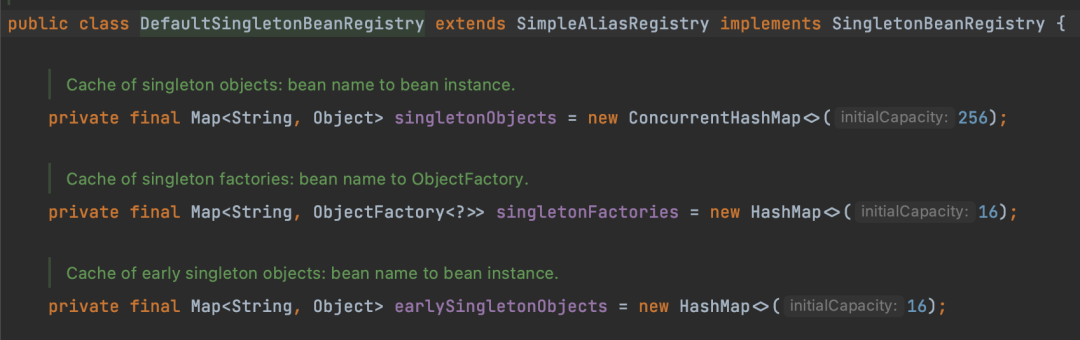 public class DefaultSingletonBeanRegistry extends SimpleAliasRegistry implements SingletonBeanRegistry {
Cache of singleton objects: bean name to bean instance.
private final Map<String, Object> singletonObjects = new ConcurrentHashMap<>( initialCapacity: 256);
Cache of singleton factories: bean name to ObjectFactory.
private final Map<String, ObjectFactory<?>> singletonFactories = new HashMap<>( initialCapacity: 16);
Cache of early singleton objects: bean name to bean instance.
private final Map<String, Object> earlySingletonObjects = new HashMap<>( initialCapacity: 16);